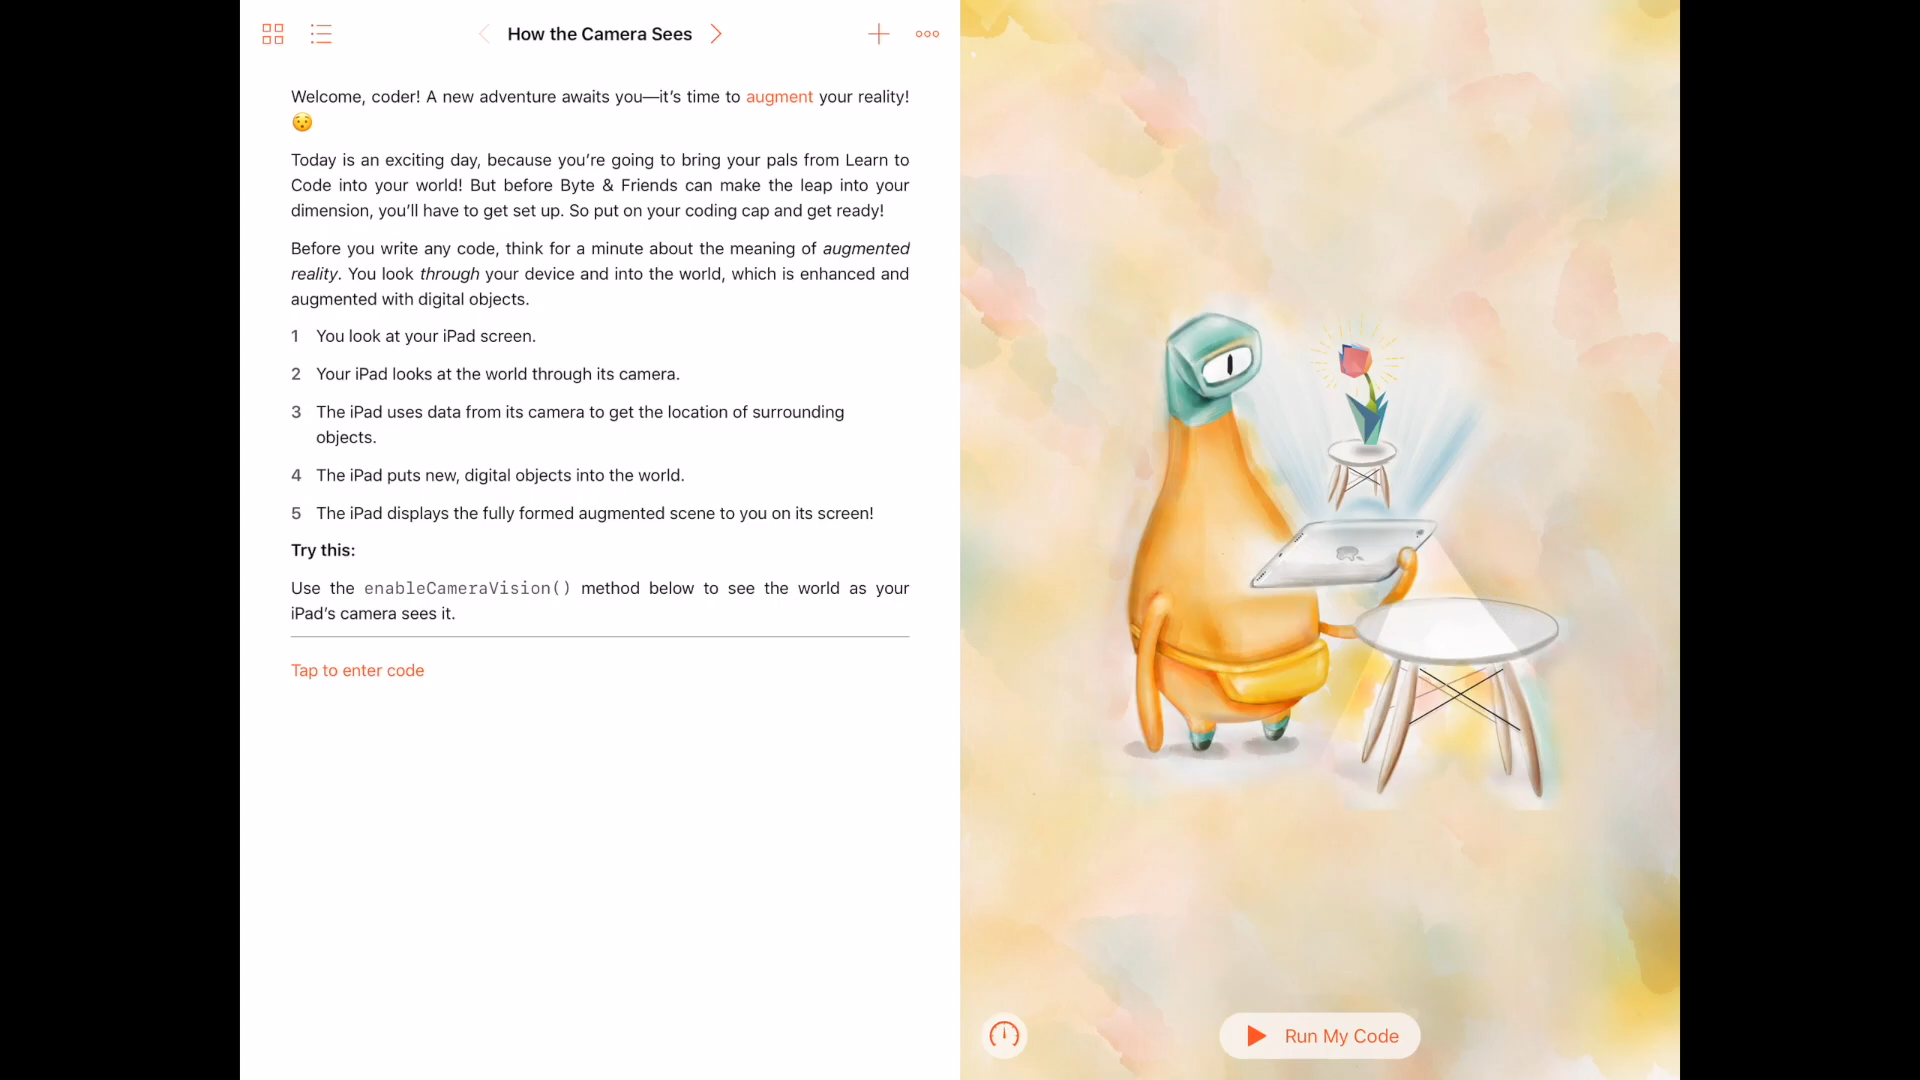 How the Camera Sees
Welcome, coder! A new adventure awaits you—it’s time to augment your reality!
😯
Today is an exciting day, because you’re going to bring your pals from Learn to
Code into your world! But before Byte & Friends can make the leap into your
dimension, you’ll have to get set up. So put on your coding cap and get ready!
Before you write any code, think for a minute about the meaning of augmented
reality. You look through your device and into the world, which is enhanced and
augmented with digital objects.
1 You look at your iPad screen.
2 Your iPad looks at the world through its camera.
3 The iPad uses data from its camera to get the location of surrounding
objects.
4 The iPad puts new, digital objects into the world.
5 The iPad displays the fully formed augmented scene to you on its screen!
Try this:
Use the enableCameraVision() method below to see the world as your
iPad’s camera sees it.
Tap to enter code
Run My Code